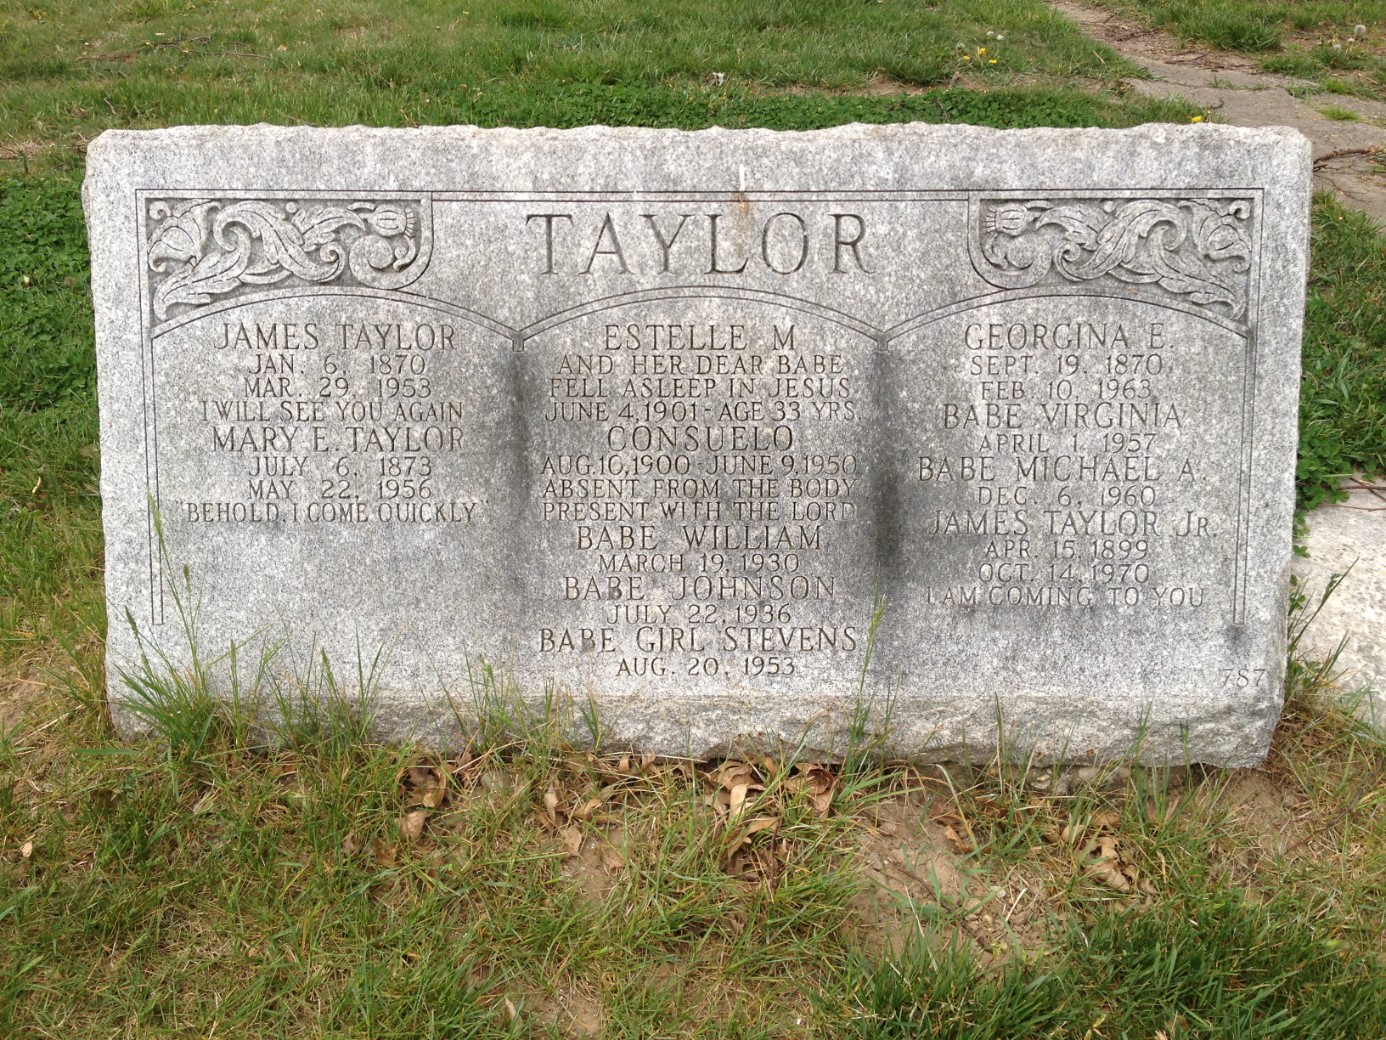 TAYLOR
JAMES TAYLOR
JAN. 6, 1870
MAR. 29, 1953
I WILL SEE YOU AGAIN
MARY E. TAYLOR
JULY 6, 1873
MAY 22, 1956
"BEHOLD, I COME QUICKLY"
ESTELLE M.
AND HER DEAR BABE
FELL ASLEEP IN JESUS
JUNE 4, 1901 - AGE 33 YRS.
CONSUELO
AUG. 10, 1900 - JUNE 9, 1950
ABSENT FROM THE BODY
PRESENT WITH THE LORD
BABE WILLIAM
MARCH 19, 1930
BABE JOHNSON
JULY 22, 1936
BABE GIRL STEVENS
AUG. 20, 1953
GEORGINA E.
SEPT. 19, 1870
FEB. 10, 1963
BABE VIRGINIA
APRIL 1, 1957
BABE MICHAEL A.
DEC. 6, 1960
JAMES TAYLOR JR.
APR. 15, 1899
OCT. 14, 1970
I AM COMING TO YOU
787